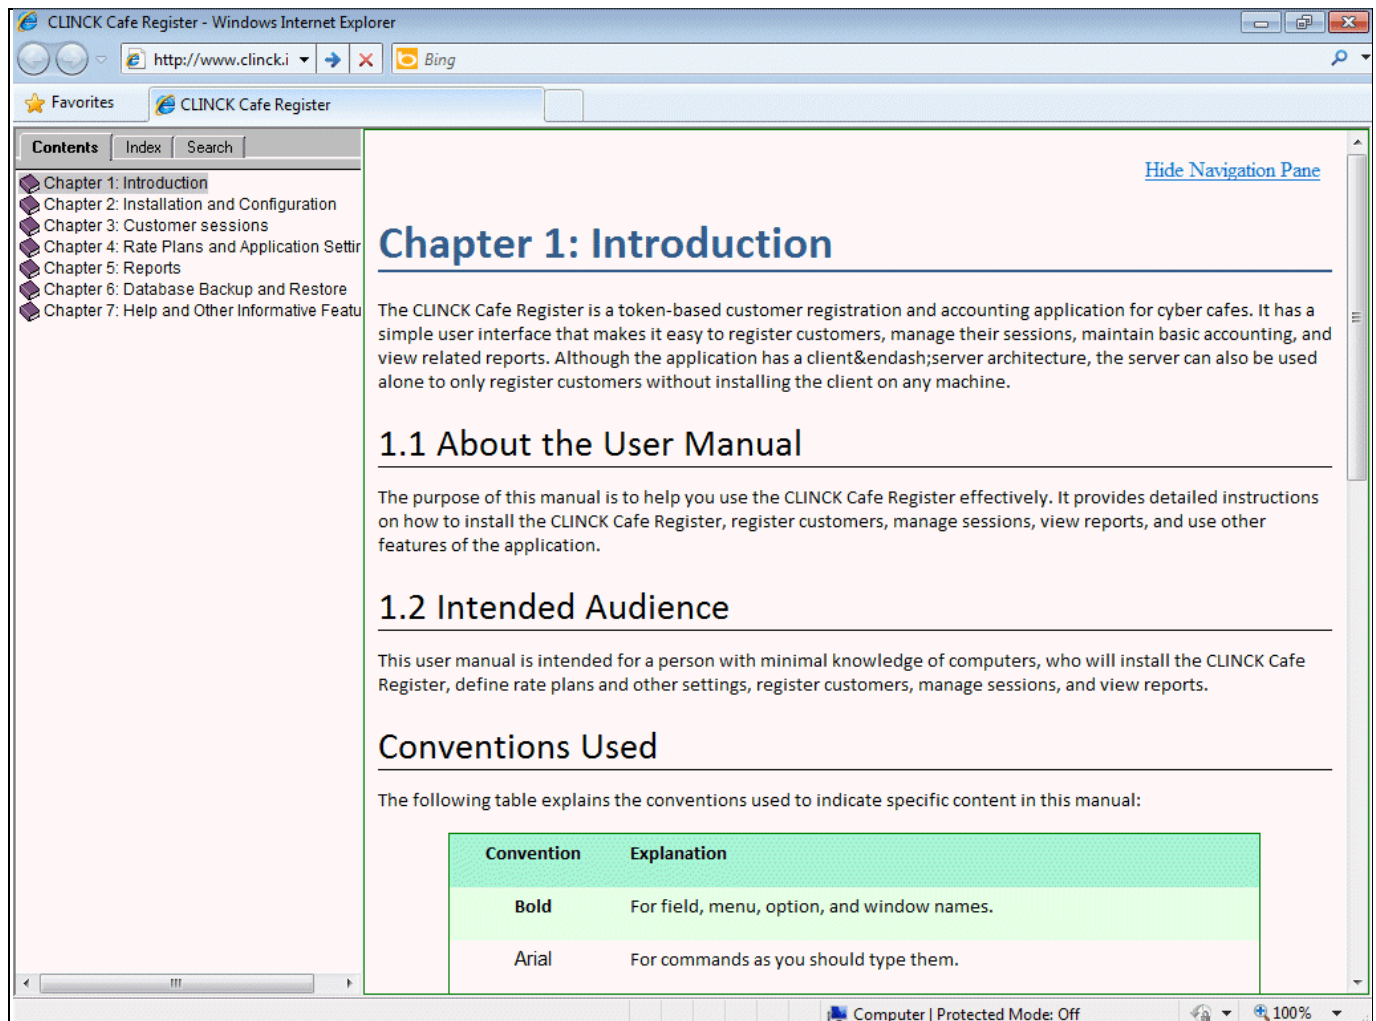 CLINCK Cafe Register - Windows Internet Explorer
http://www.clinck.i
Bing
Favorites
CLINCK Cafe Register
Contents
Index
Search
Chapter 1: Introduction
Chapter 2: Installation and Configuration
Chapter 3: Customer sessions
Chapter 4: Rate Plans and Application Settir
Chapter 5: Reports
Chapter 6: Database Backup and Restore
Chapter 7: Help and Other Informative Featu
Hide Navigation Pane
Chapter 1: Introduction
The CLINCK Cafe Register is a token-based customer registration and accounting application for cyber cafes. It has a
simple user interface that makes it easy to register customers, manage their sessions, maintain basic accounting, and
view related reports. Although the application has a client&endash;server architecture, the server can also be used
alone to only register customers without installing the client on any machine.
1.1 About the User Manual
The purpose of this manual is to help you use the CLINCK Cafe Register effectively. It provides detailed instructions
on how to install the CLINCK Cafe Register, register customers, manage sessions, view reports, and use other
features of the application.
1.2 Intended Audience
This user manual is intended for a person with minimal knowledge of computers, who will install the CLINCK Cafe
Register, define rate plans and other settings, register customers, manage sessions, and view reports.
Conventions Used
The following table explains the conventions used to indicate specific content in this manual:
Convention Explanation
Bold For field, menu, option, and window names.
Arial For commands as you should type them.
Computer | Protected Mode: Off
100%